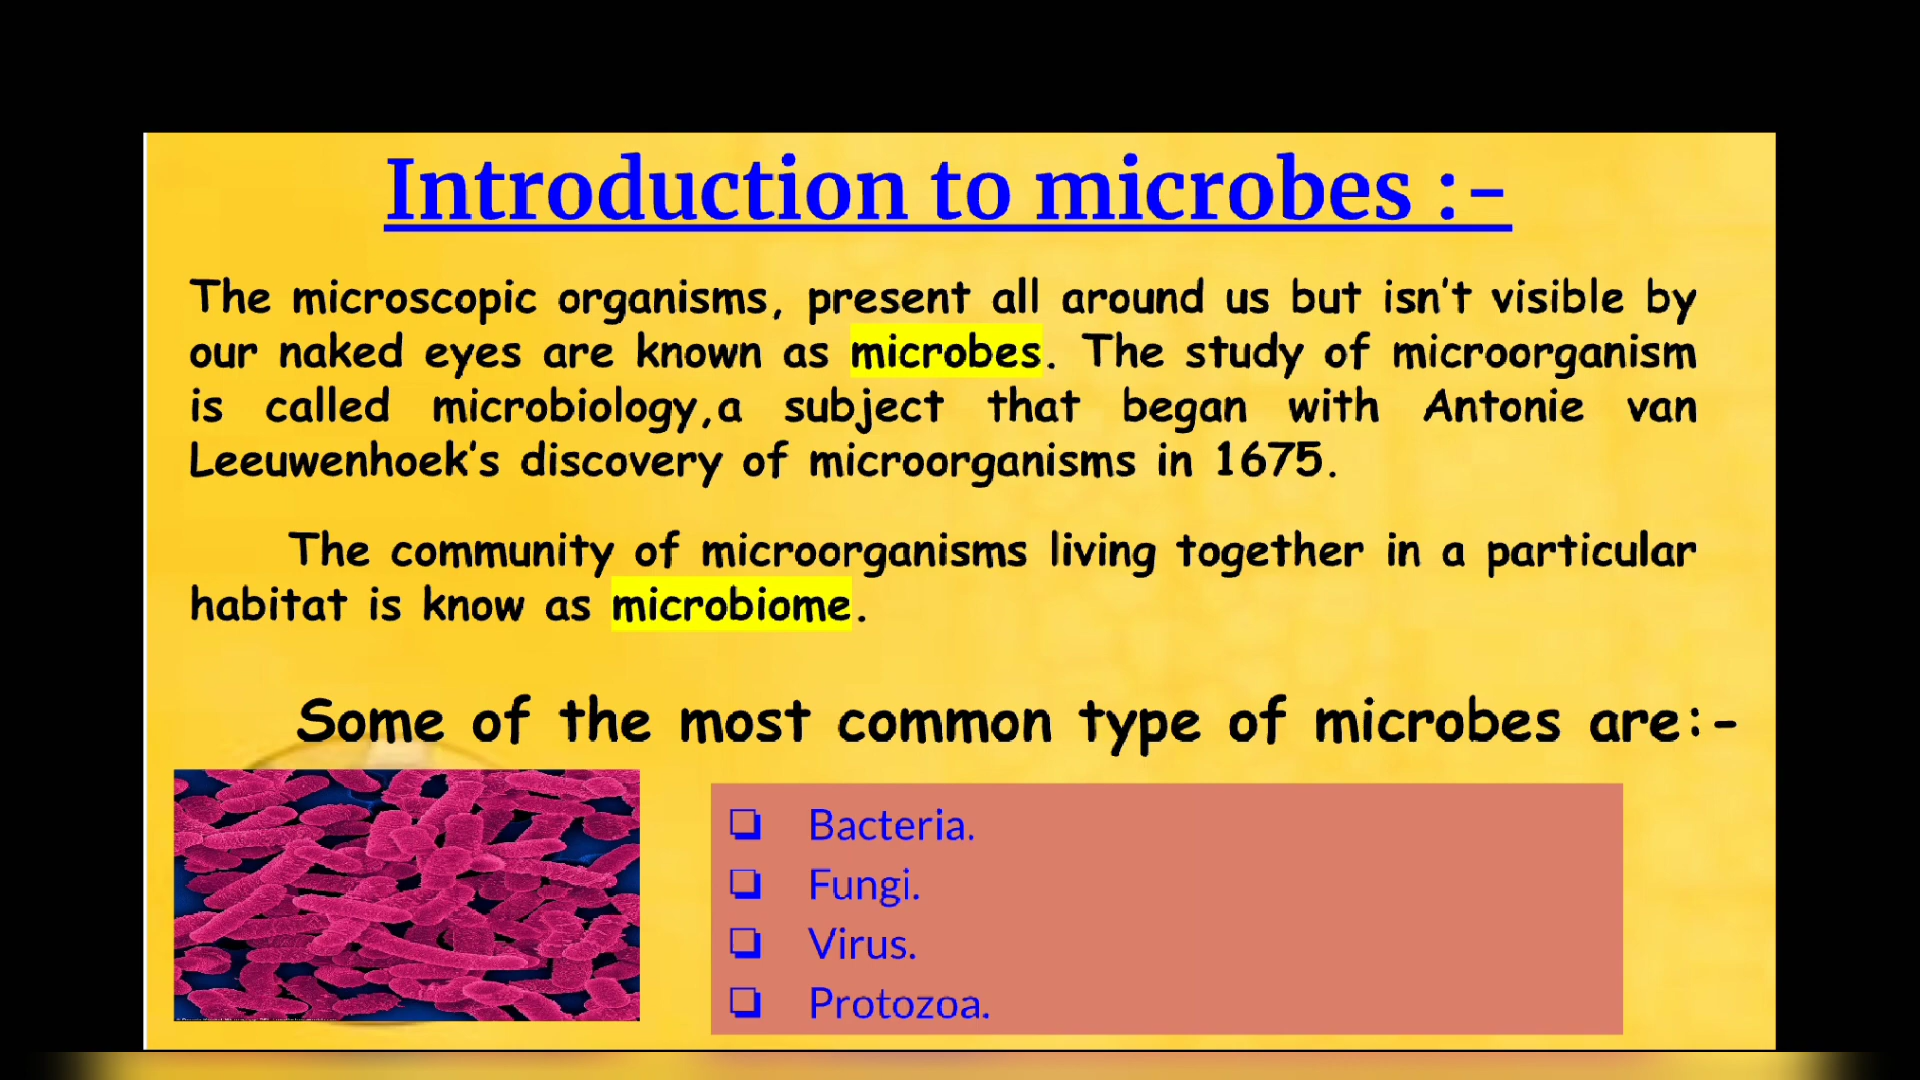 Introduction to microbes :-
The microscopic organisms, present all around us but isn't visible by
our naked eyes are known as microbes. The study of microorganism
is called microbiology,a subject that began with Antonie van
Leeuwenhoek's discovery of microorganisms in 1675.
The community of microorganisms living together in a particular
habitat is know as microbiome.
Some of the most common type of microbes are:-
❏ Bacteria.
❏ Fungi.
❏ Virus.
❏ Protozoa.